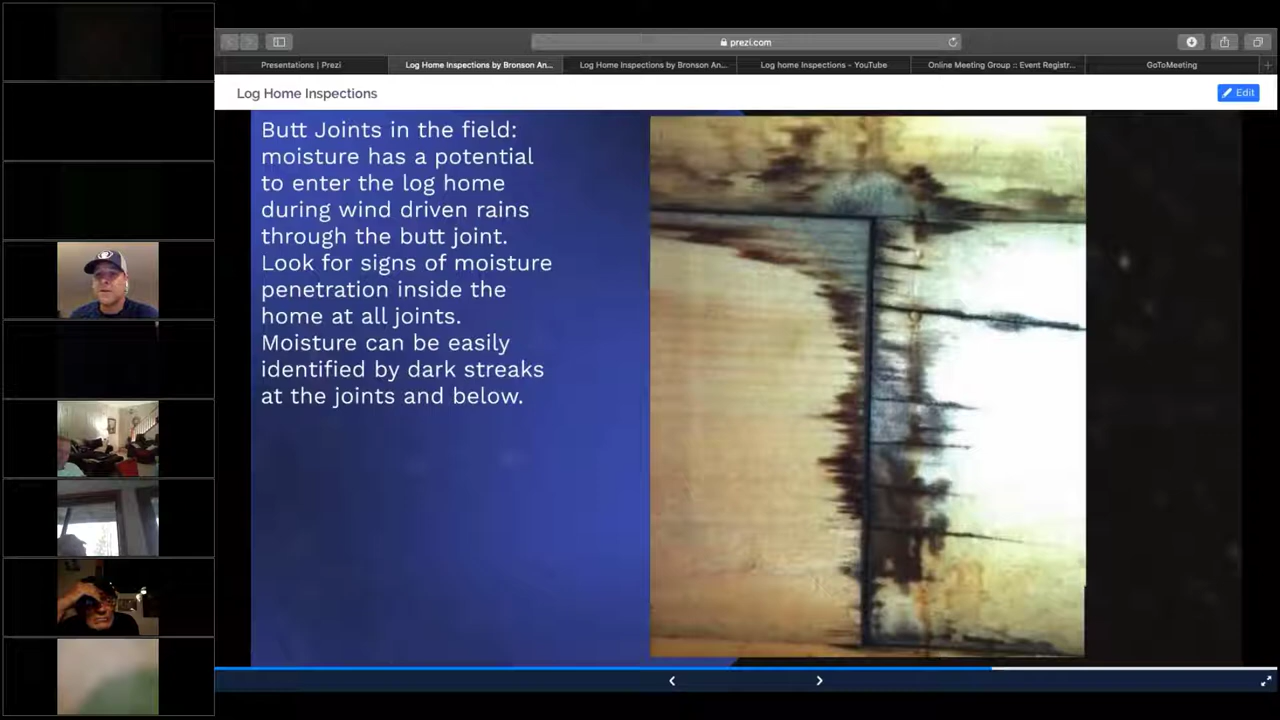 prezi.com
Presentations | Prezi
Log Home Inspections by Bronson An...
Log Home Inspections by Bronson An...
Log home Inspections - YouTube
Online Meeting Group :: Event Registr...
GoToMeeting
Log Home Inspections
Edit
Butt Joints in the field:
moisture has a potential
to enter the log home
during wind driven rains
through the butt joint.
Look for signs of moisture
penetration inside the
home at all joints.
Moisture can be easily
identified by dark streaks
at the joints and below.